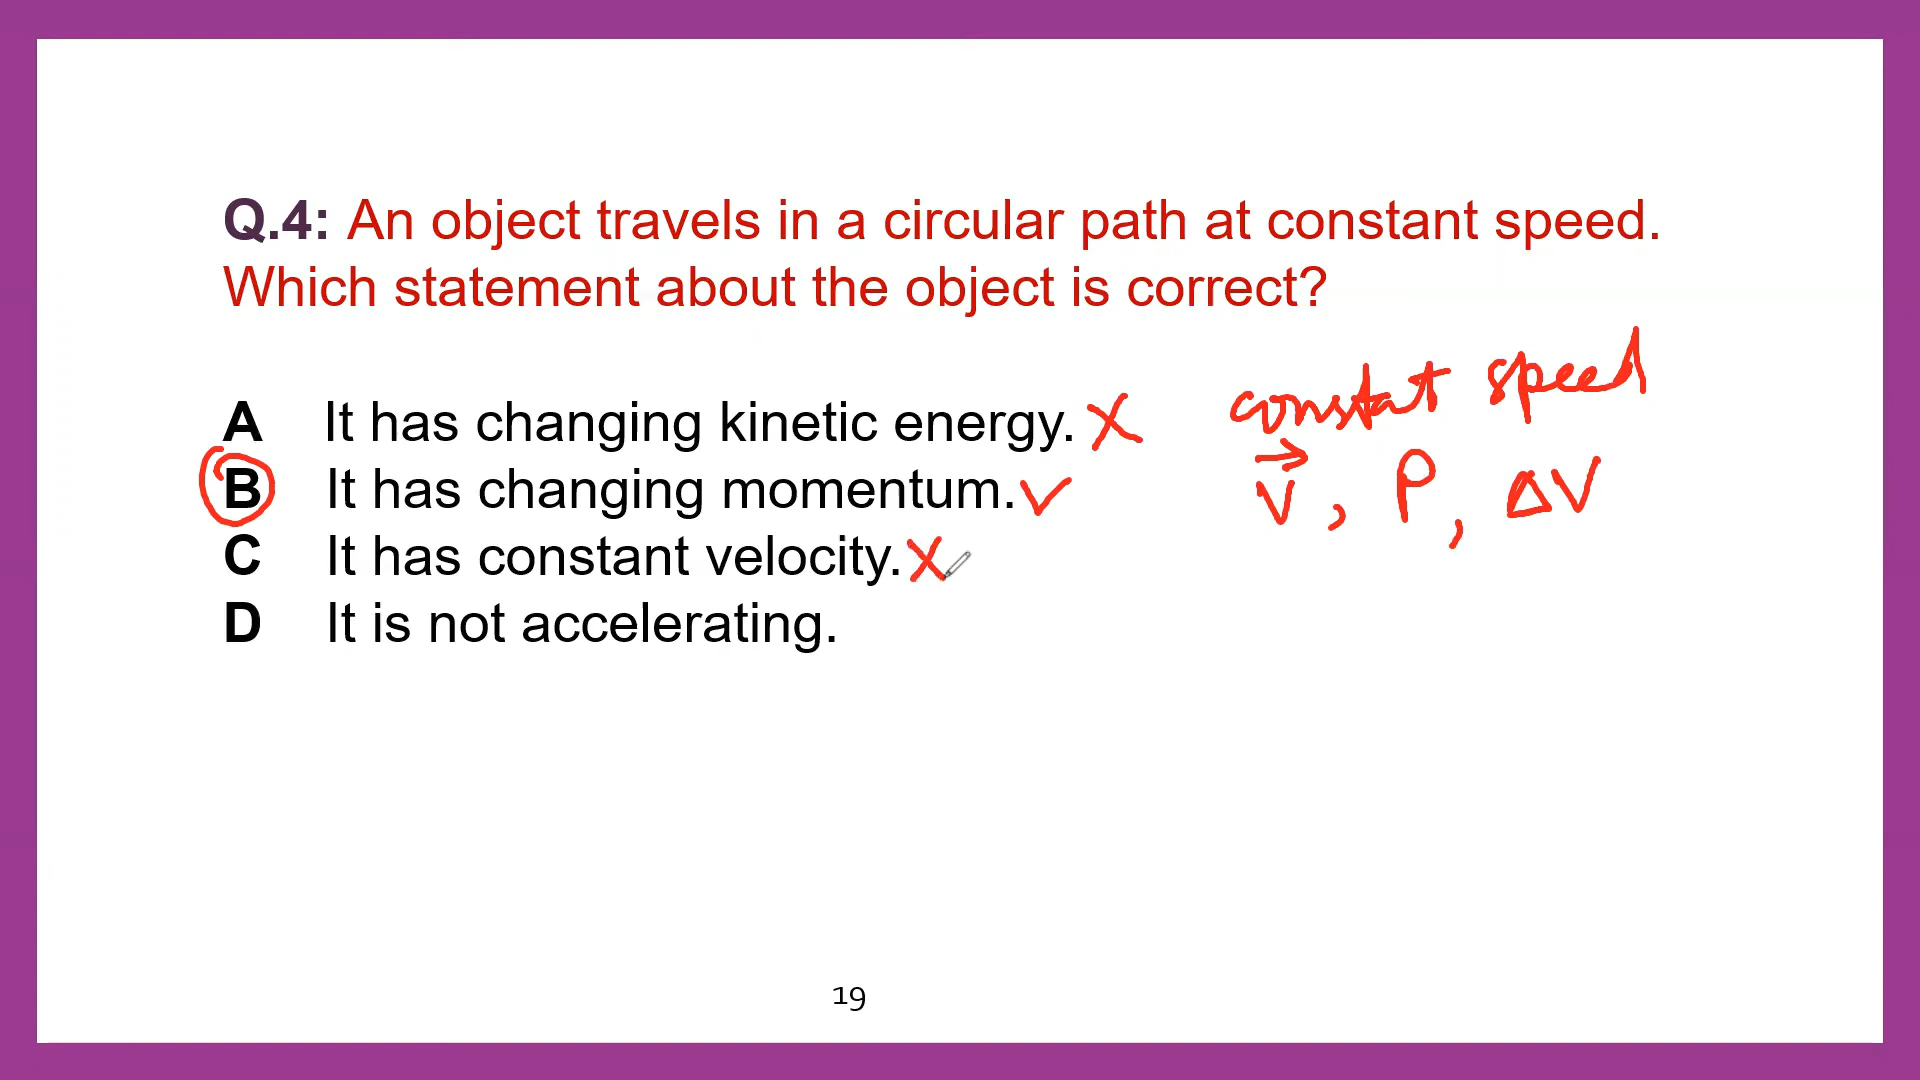 Q.4: An object travels in a circular path at constant speed.
Which statement about the object is correct?
A It has changing kinetic energy. X
constat speed
B It has changing momentum. ✓
v⃗, P, ΔV
C It has constant velocity. X
D It is not accelerating.
19